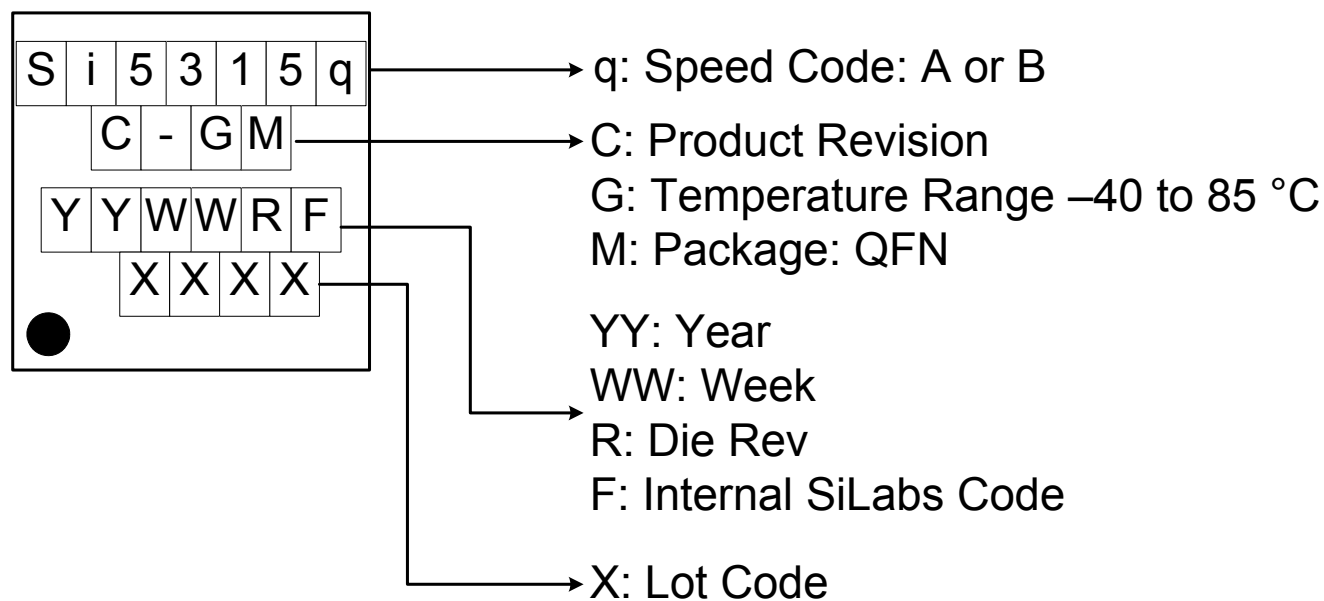 Si5315q
C-GM
YYWWRF
XXXX
q: Speed Code: A or B
C: Product Revision
G: Temperature Range –40 to 85 °C
M: Package: QFN
YY: Year
WW: Week
R: Die Rev
F: Internal SiLabs Code
X: Lot Code